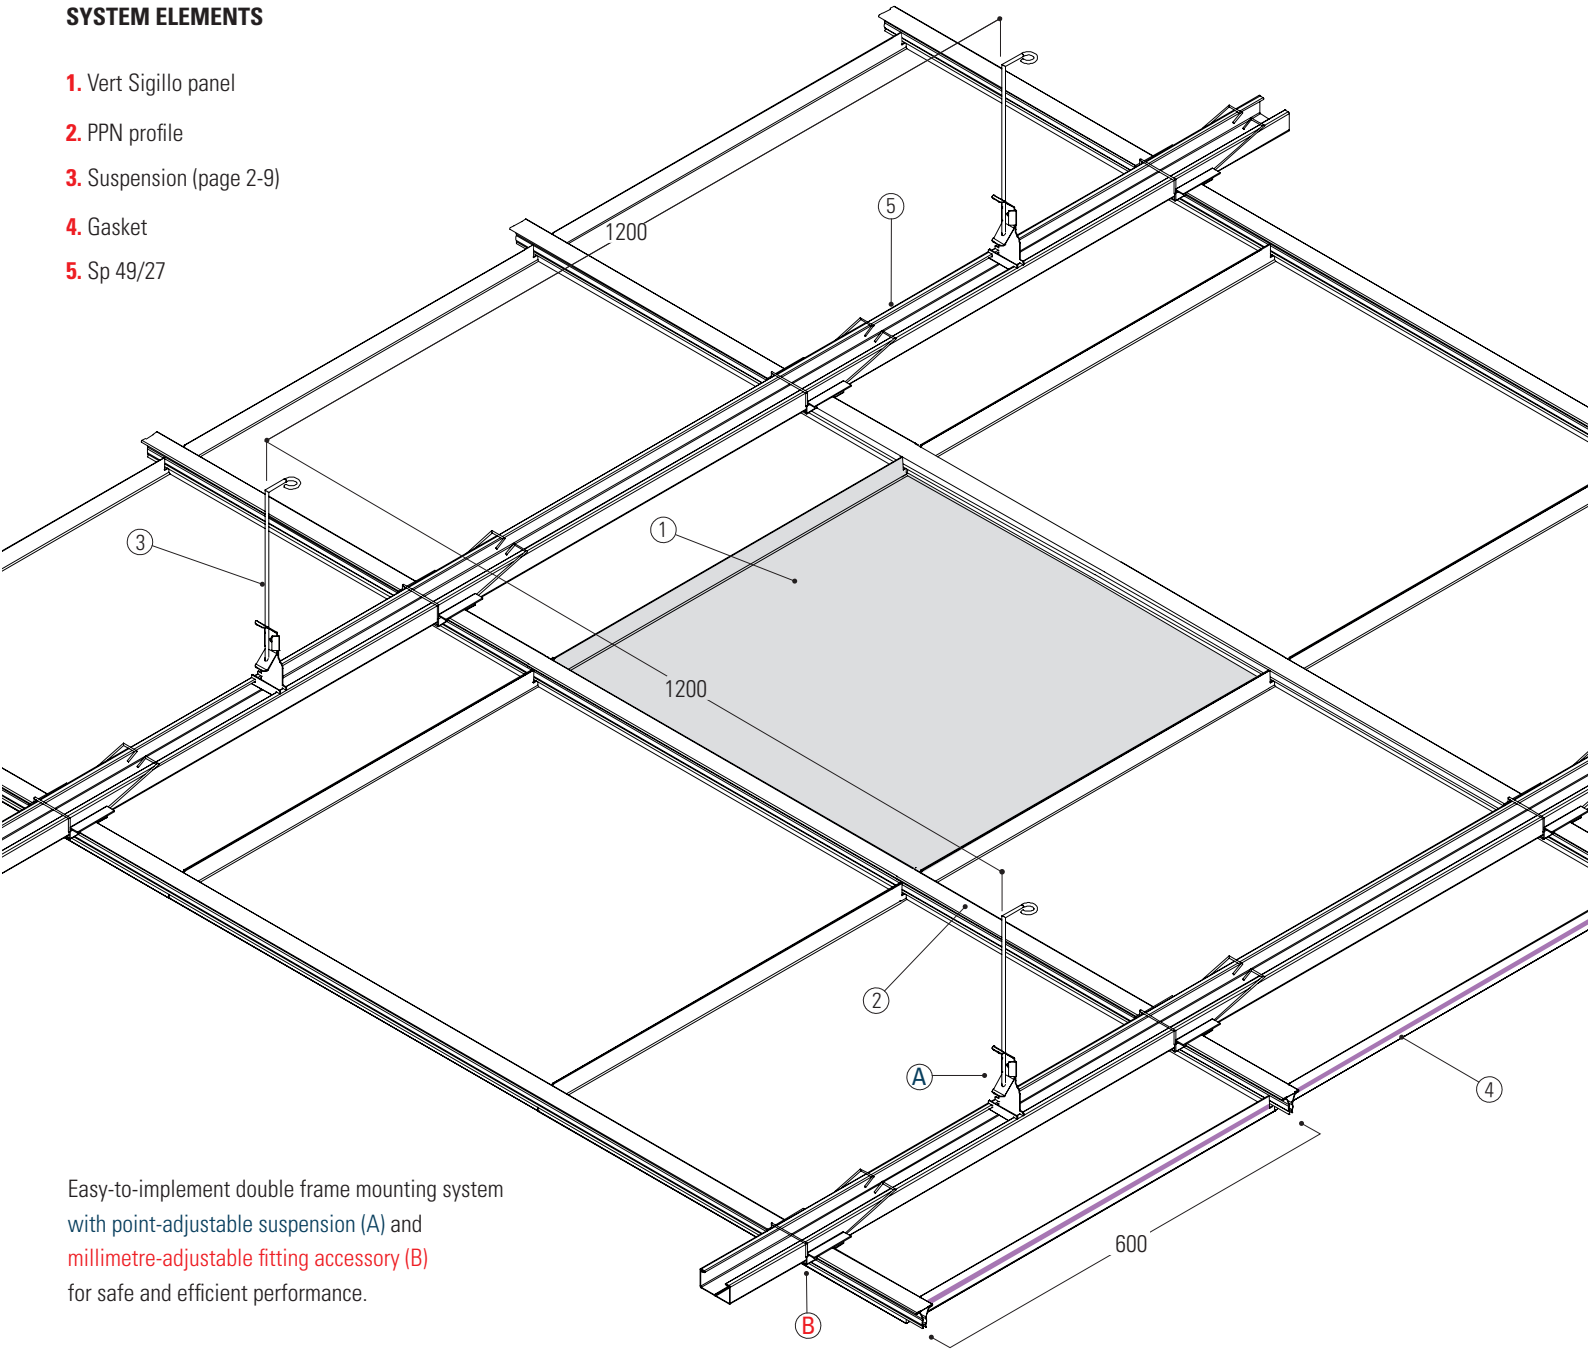 SYSTEM ELEMENTS
1. Vert Sigillo panel
2. PPN profile
3. Suspension (page 2-9)
4. Gasket
5. Sp 49/27
5
1200
1
3
1200
2
A
4
600
B
Easy-to-implement double frame mounting system
with point-adjustable suspension (A) and
millimetre-adjustable fitting accessory (B)
for safe and efficient performance.